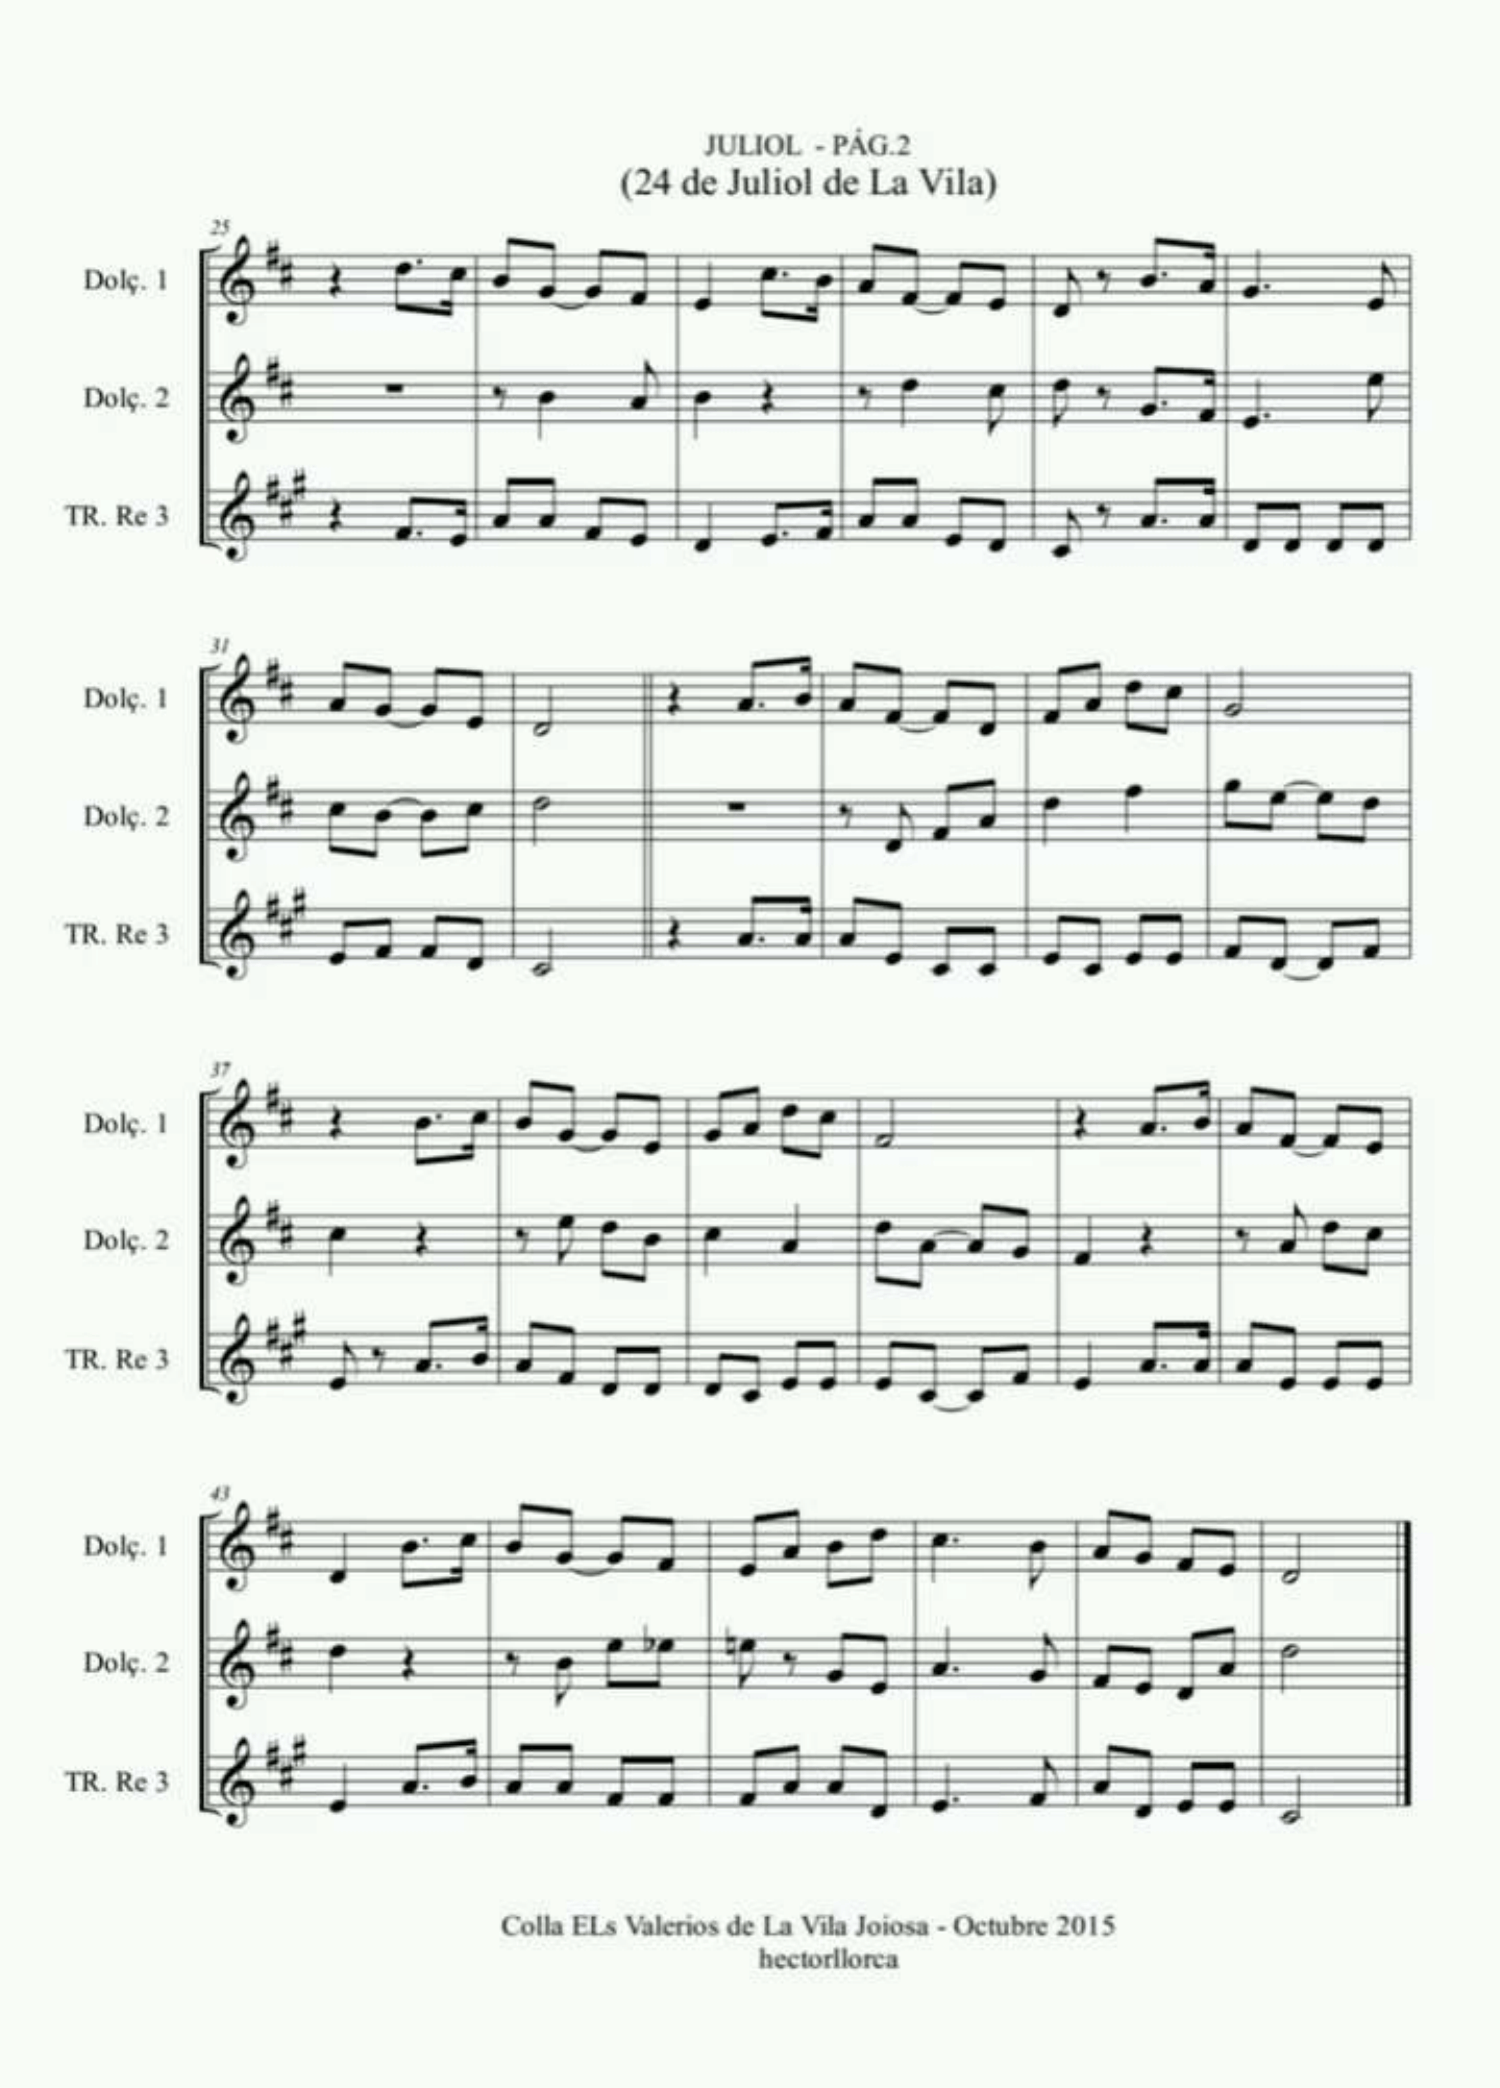 JULIOL - PÁG.2
(24 de Juliol de La Vila)
25
Dolç. 1
Dolç. 2
TR. Re 3
31
Dolç. 1
Dolç. 2
TR. Re 3
37
Dolç. 1
Dolç. 2
TR. Re 3
43
Dolç. 1
Dolç. 2
TR. Re 3
Colla ELs Valerios de La Vila Joiosa - Octubre 2015
hectorllorca